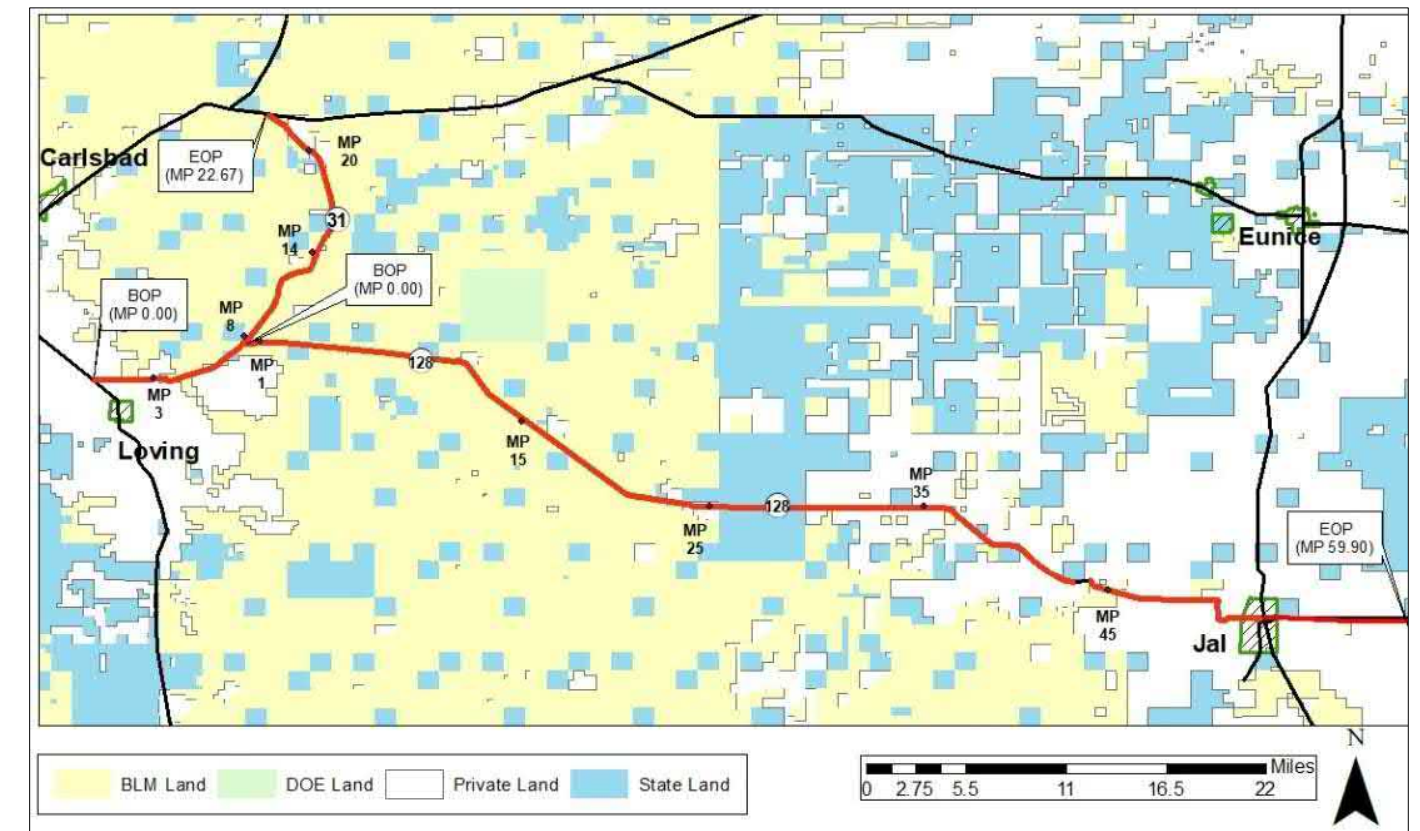 Carlsbad
EOP
(MP 22.67)
MP
20
31
MP
14
BOP
(MP 0.00)
BOP
(MP 0.00)
MP
8
MP
1
MP
3
128
Loving
MP
15
MP
25
128
MP
35
Eunice
EOP
(MP 59.90)
MP
45
Jal
BLM Land
DOE Land
Private Land
State Land
Miles
0 2.75 5.5 11 16.5 22
N